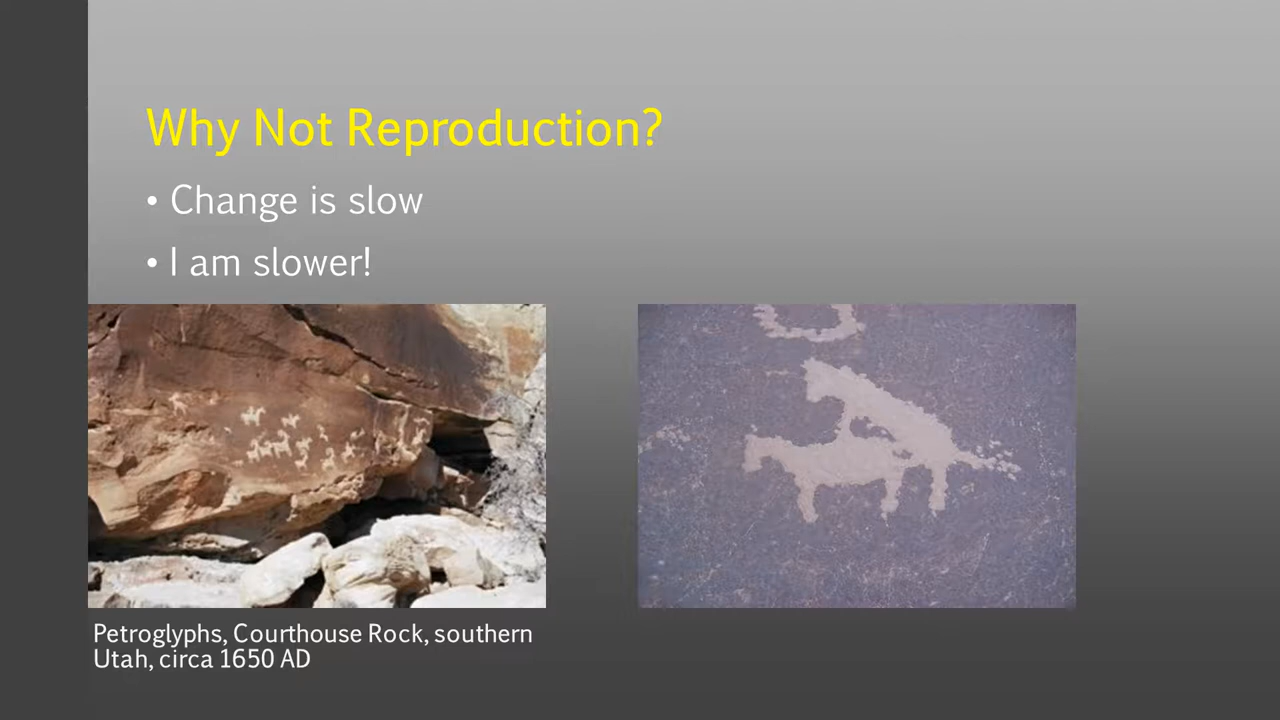 Why Not Reproduction?
• Change is slow
• I am slower!
Petroglyphs, Courthouse Rock, southern
Utah, circa 1650 AD